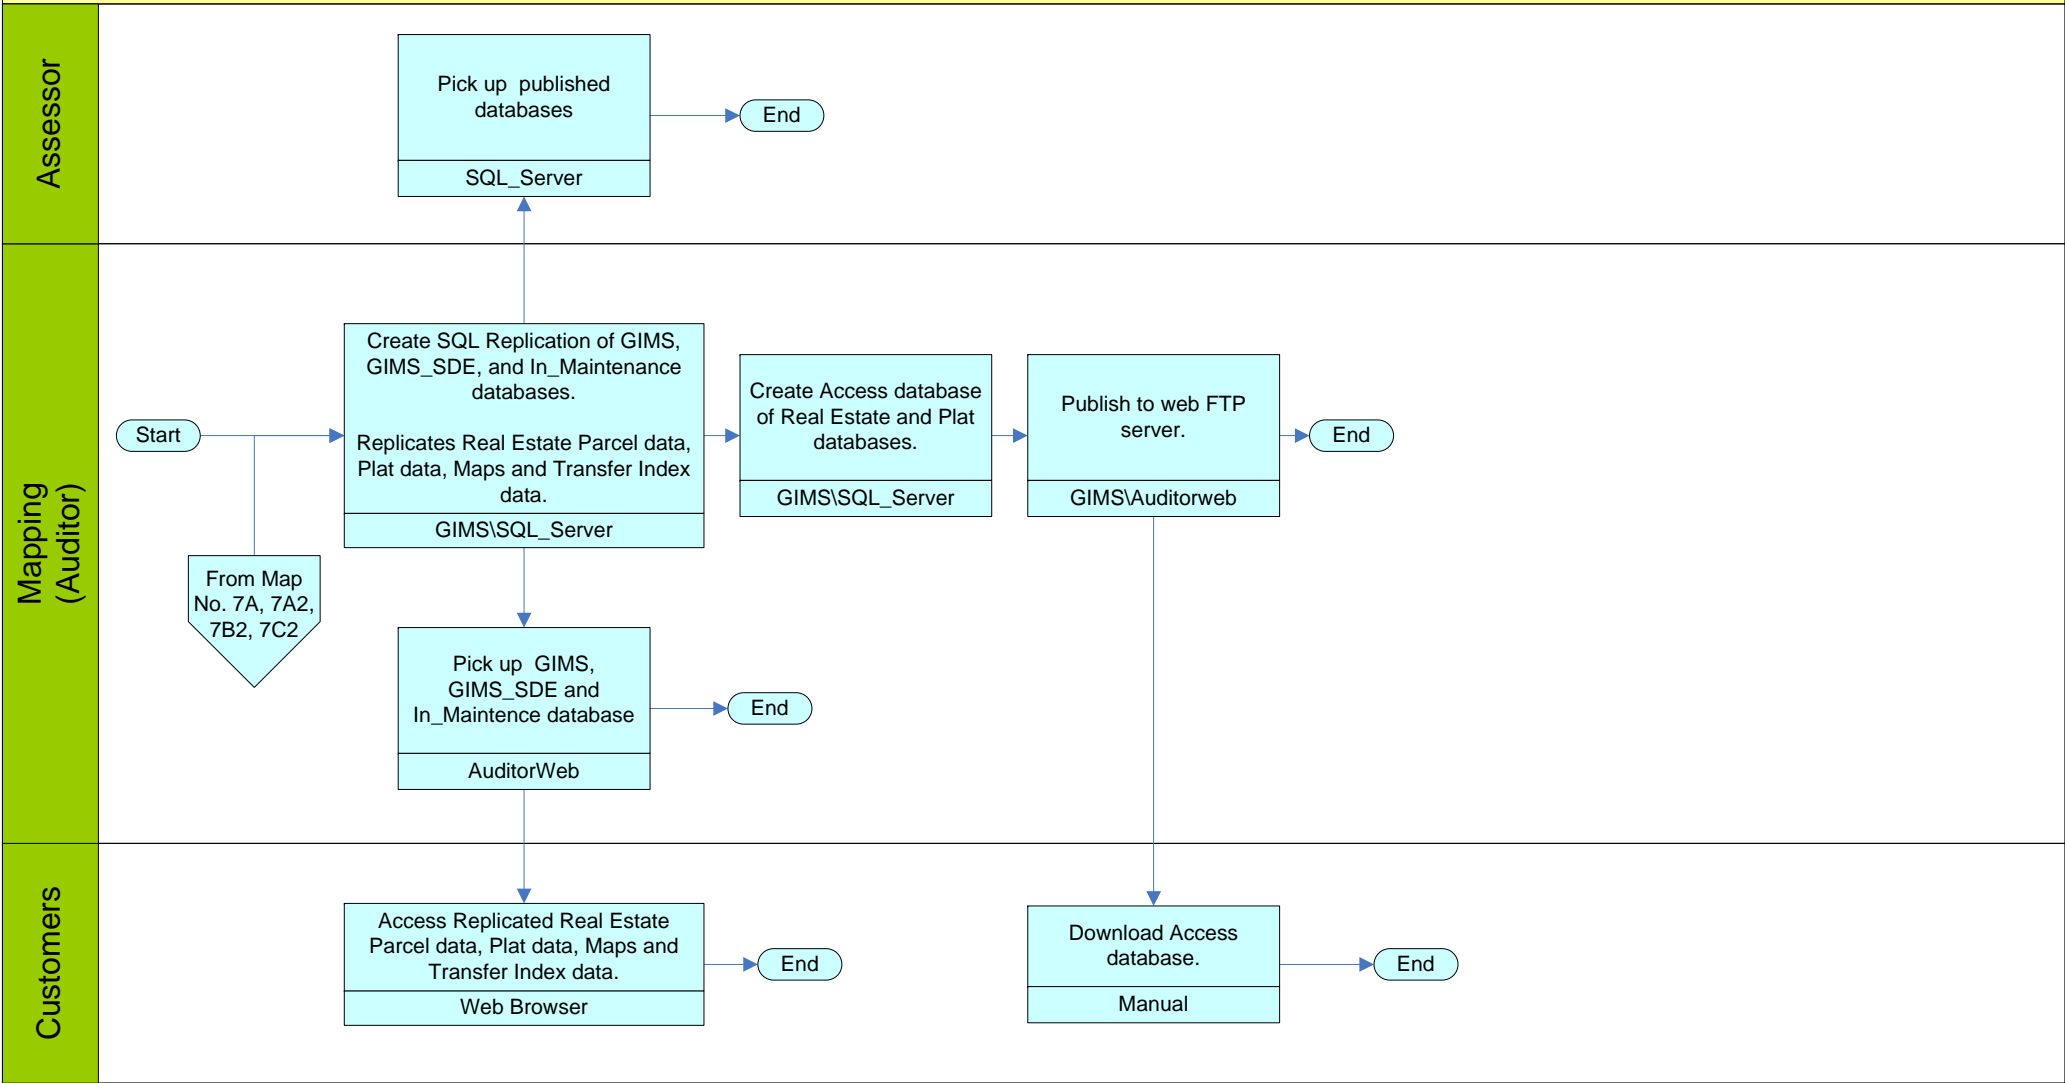 Assessor
Pick up  published
databases
SQL_Server
End
Mapping
(Auditor)
Start
From Map
No. 7A, 7A2,
7B2, 7C2
Create SQL Replication of GIMS,
GIMS_SDE, and In_Maintenance
databases.
Replicates Real Estate Parcel data,
Plat data, Maps and Transfer Index
data.
GIMS\SQL_Server
Create Access database
of Real Estate and Plat
databases.
GIMS\SQL_Server
Publish to web FTP
server.
GIMS\Auditorweb
End
Pick up  GIMS,
GIMS_SDE and
In_Maintence database
AuditorWeb
End
Customers
Access Replicated Real Estate
Parcel data, Plat data, Maps and
Transfer Index data.
Web Browser
End
Download Access
database.
Manual
End